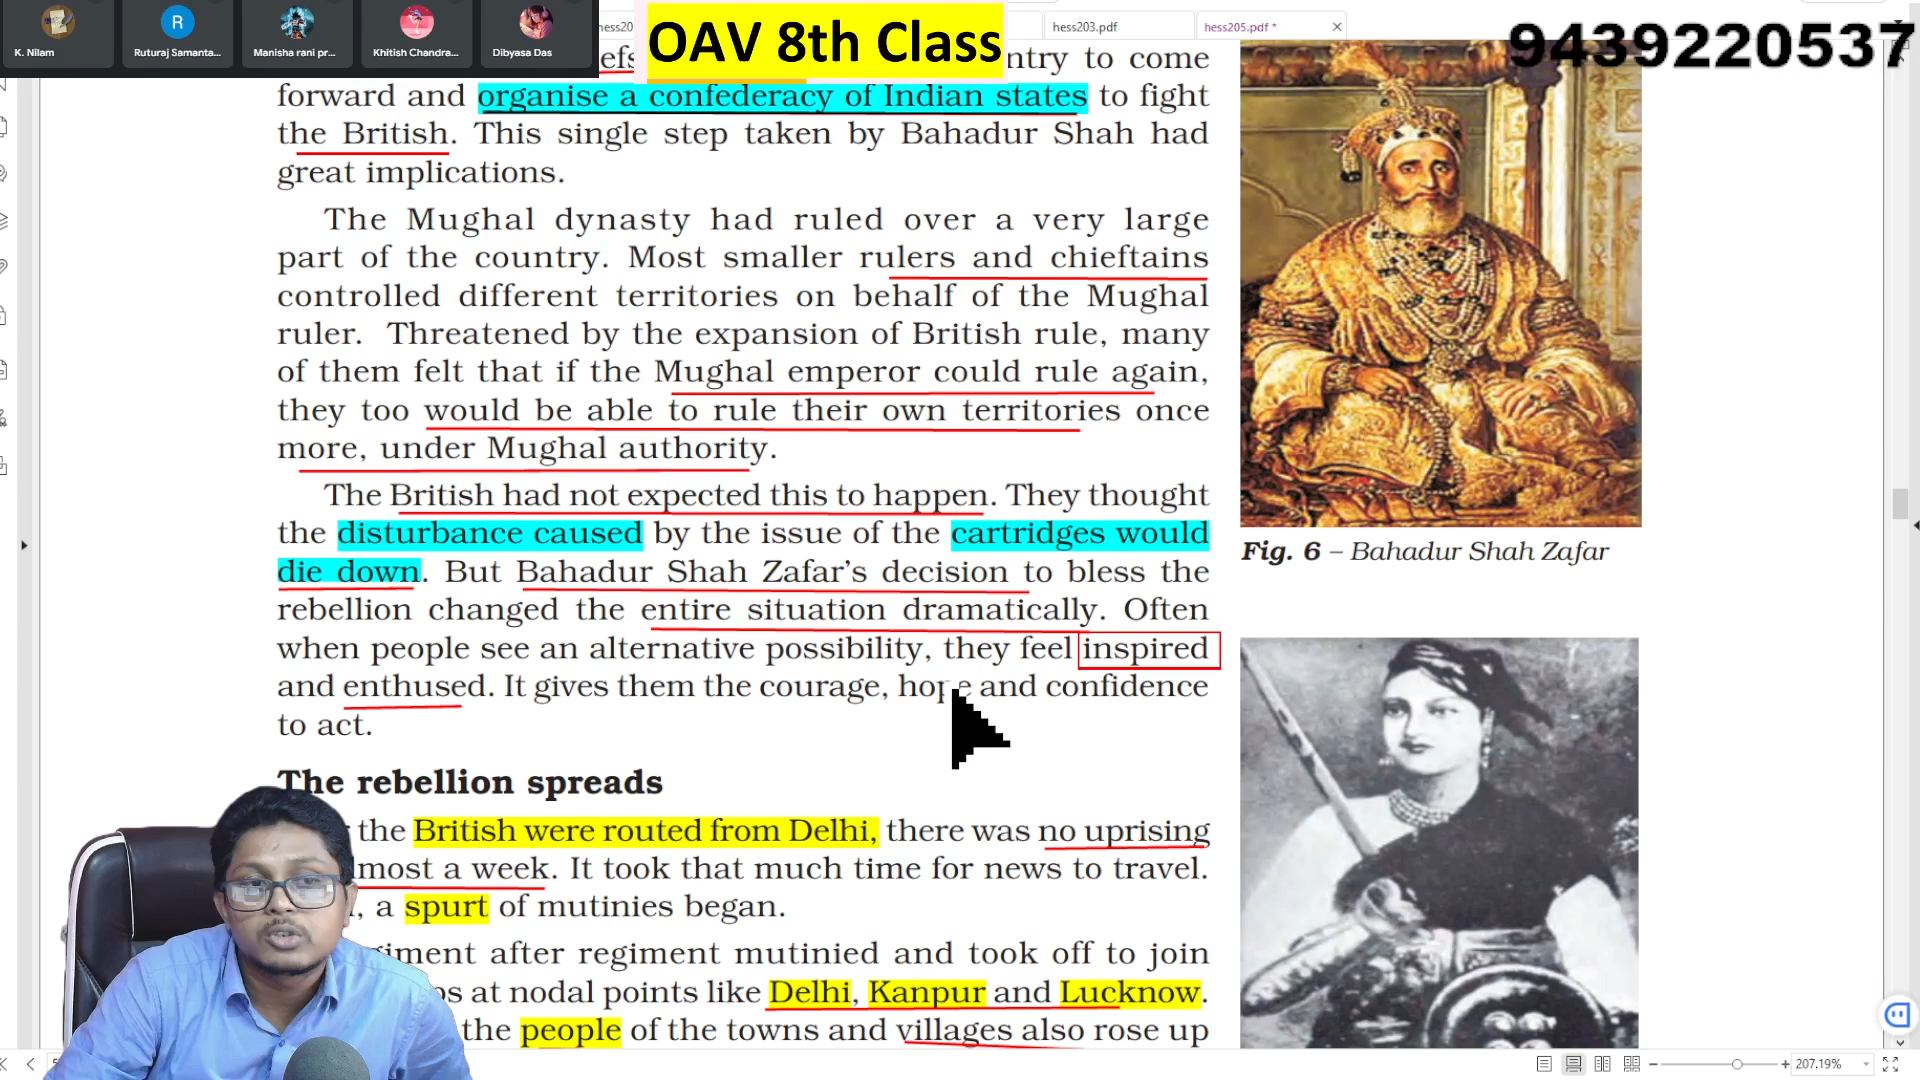 K. Nilam
Ruturaj Samanta...
Manisha rani pr...
Khitish Chandra...
Dibyasa Das
R
OAV 8th Class
hess203.pdf
hess205.pdf *
9439220537
ntry to come
forward and organise a confederacy of Indian states to fight
the British. This single step taken by Bahadur Shah had
great implications.
The Mughal dynasty had ruled over a very large
part of the country. Most smaller rulers and chieftains
controlled different territories on behalf of the Mughal
ruler. Threatened by the expansion of British rule, many
of them felt that if the Mughal emperor could rule again,
they too would be able to rule their own territories once
more, under Mughal authority.
The British had not expected this to happen. They thought
the disturbance caused by the issue of the cartridges would
die down. But Bahadur Shah Zafar's decision to bless the
rebellion changed the entire situation dramatically. Often
when people see an alternative possibility, they feel inspired
and enthused. It gives them the courage, hope and confidence
to act.
Fig. 6 – Bahadur Shah Zafar
The rebellion spreads
the British were routed from Delhi, there was no uprising
most a week. It took that much time for news to travel.
, a spurt of mutinies began.
giment after regiment mutinied and took off to join
ps at nodal points like Delhi, Kanpur and Lucknow.
the people of the towns and villages also rose up
207.19%